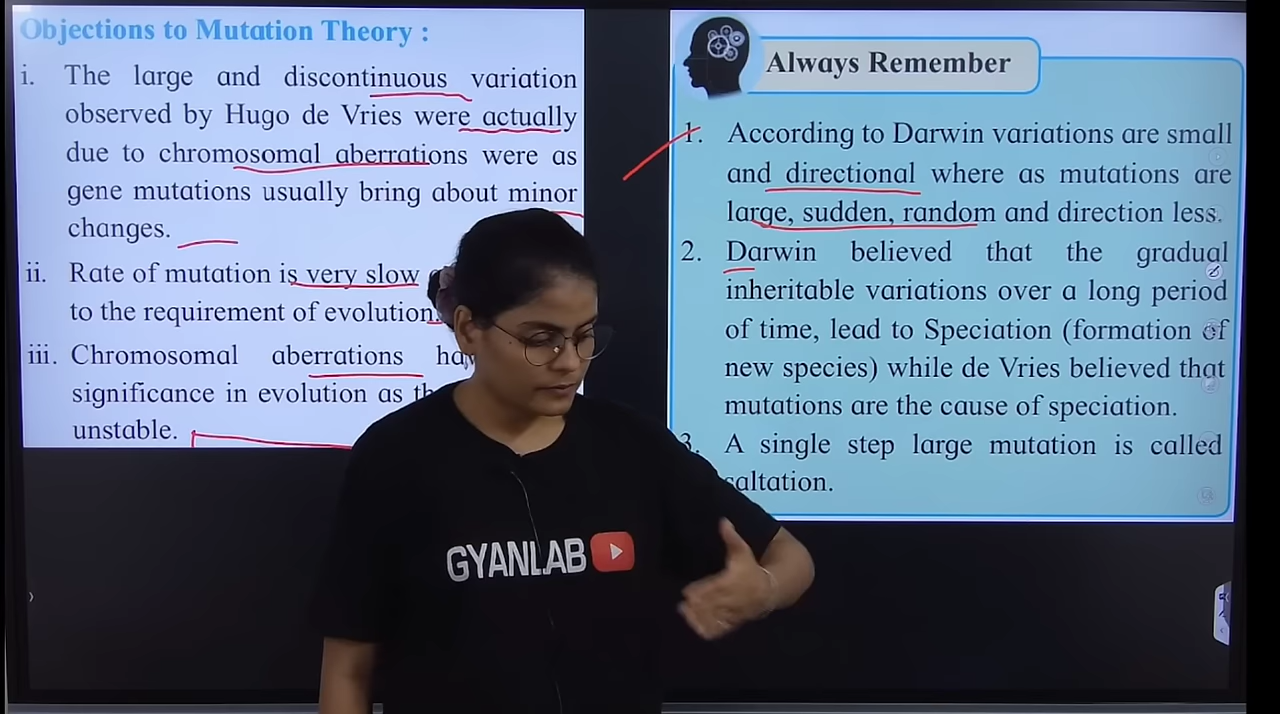 Objections to Mutation Theory :
i. The large and discontinuous variation
observed by Hugo de Vries were actually
due to chromosomal aberrations were as
gene mutations usually bring about minor
changes.
ii. Rate of mutation is very slow
to the requirement of evolution.
iii. Chromosomal aberrations
significance in evolution as
unstable.
Always Remember
1. According to Darwin variations are small
and directional where as mutations are
large, sudden, random and direction less.
2. Darwin believed that the gradual
inheritable variations over a long period
of time, lead to Speciation (formation of
new species) while de Vries believed that
mutations are the cause of speciation.
3. A single step large mutation is called
saltation.
GYANLAB